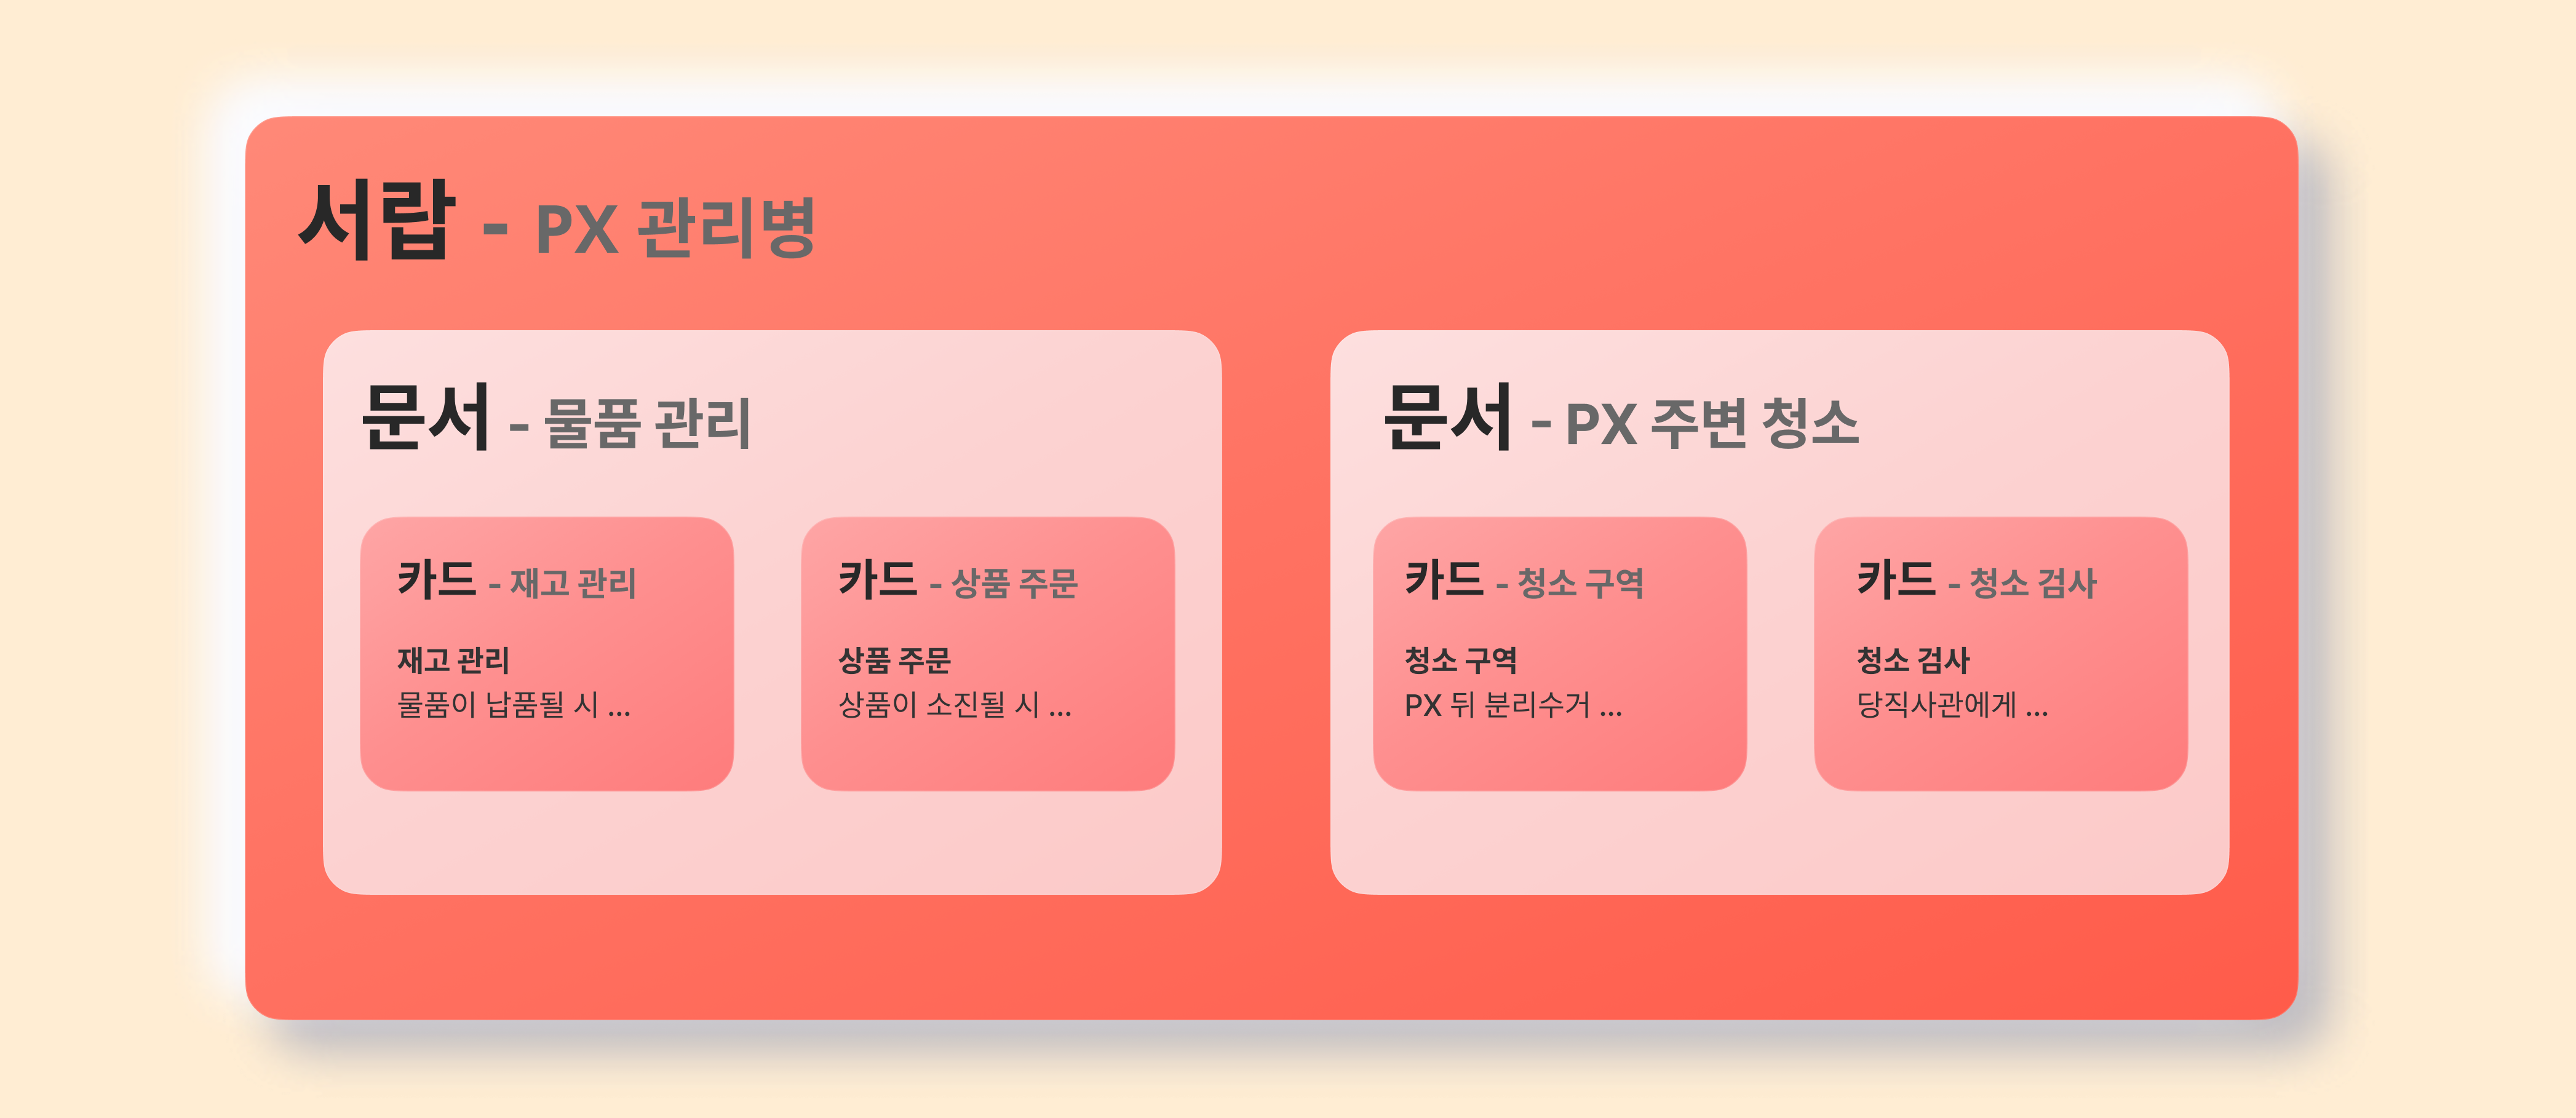 서랍 - PX 관리병
문서 - 물품 관리
카드 - 재고 관리
재고 관리
물품이 납품될 시 ...
카드 - 상품 주문
상품 주문
상품이 소진될 시 ...
문서 - PX 주변 청소
카드 - 청소 구역
청소 구역
PX 뒤 분리수거 ...
카드 - 청소 검사
청소 검사
당직사관에게 ...